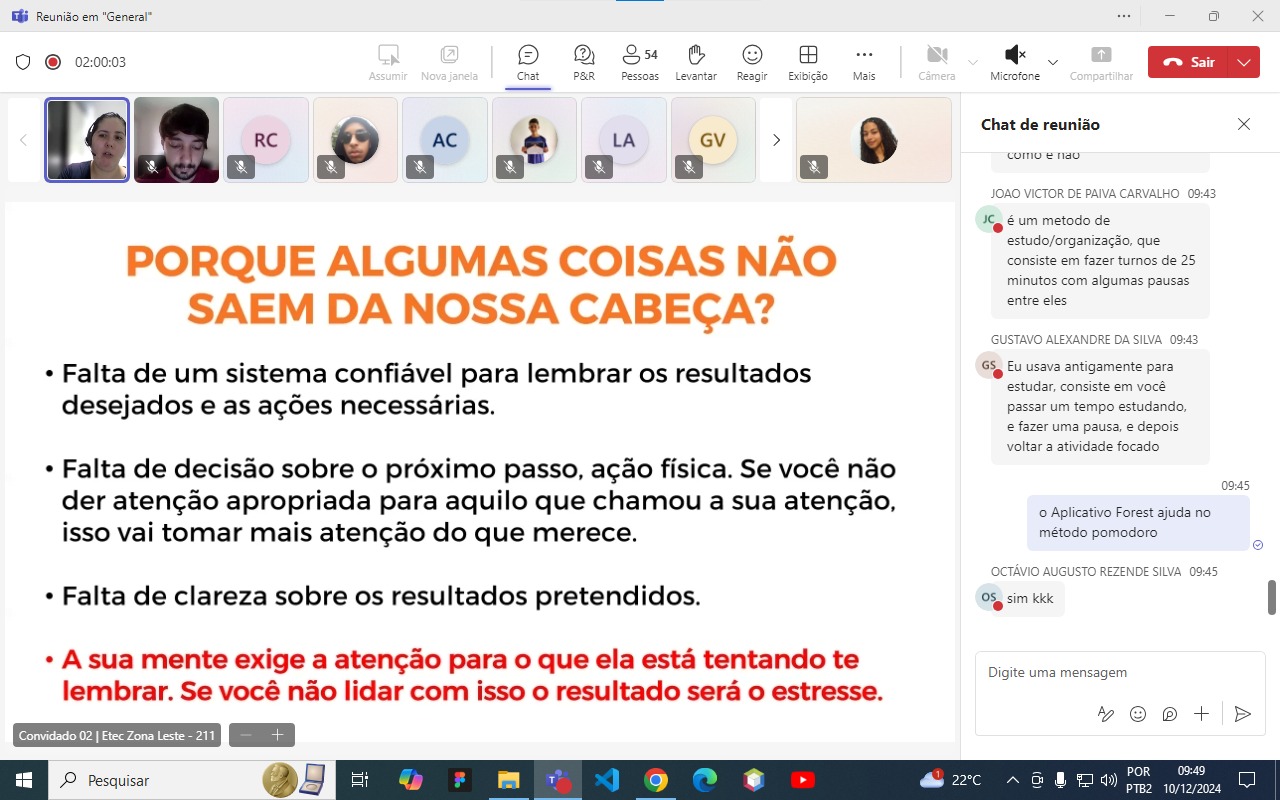 Reunião em "General"
02:00:03
Assumir
Nova janela
Chat
P&R
54
Pessoas
Levantar
Reagir
Exibição
Mais
Câmera
Microfone
Compartilhar
Sair
RC
AC
LA
GV
PORQUE ALGUMAS COISAS NÃO
SAEM DA NOSSA CABEÇA?
• Falta de um sistema confiável para lembrar os resultados
desejados e as ações necessárias.
• Falta de decisão sobre o próximo passo, ação física. Se você não
der atenção apropriada para aquilo que chamou a sua atenção,
isso vai tomar mais atenção do que merece.
• Falta de clareza sobre os resultados pretendidos.
• A sua mente exige a atenção para o que ela está tentando te
lembrar. Se você não lidar com isso o resultado será o estresse.
Convidado 02 | Etec Zona Leste - 211
Chat de reunião
como e não
JOAO VICTOR DE PAIVA CARVALHO 09:43
JC
é um metodo de
estudo/organização, que
consiste em fazer turnos de 25
minutos com algumas pausas
entre eles
GUSTAVO ALEXANDRE DA SILVA 09:43
GS
Eu usava antigamente para
estudar, consiste em você
passar um tempo estudando,
e fazer uma pausa, e depois
voltar a atividade focado
09:45
o Aplicativo Forest ajuda no
método pomodoro
OCTÁVIO AUGUSTO REZENDE SILVA 09:45
OS
sim kkk
Digite uma mensagem
Pesquisar
1
22°C
POR
PTB2
09:49
10/12/2024